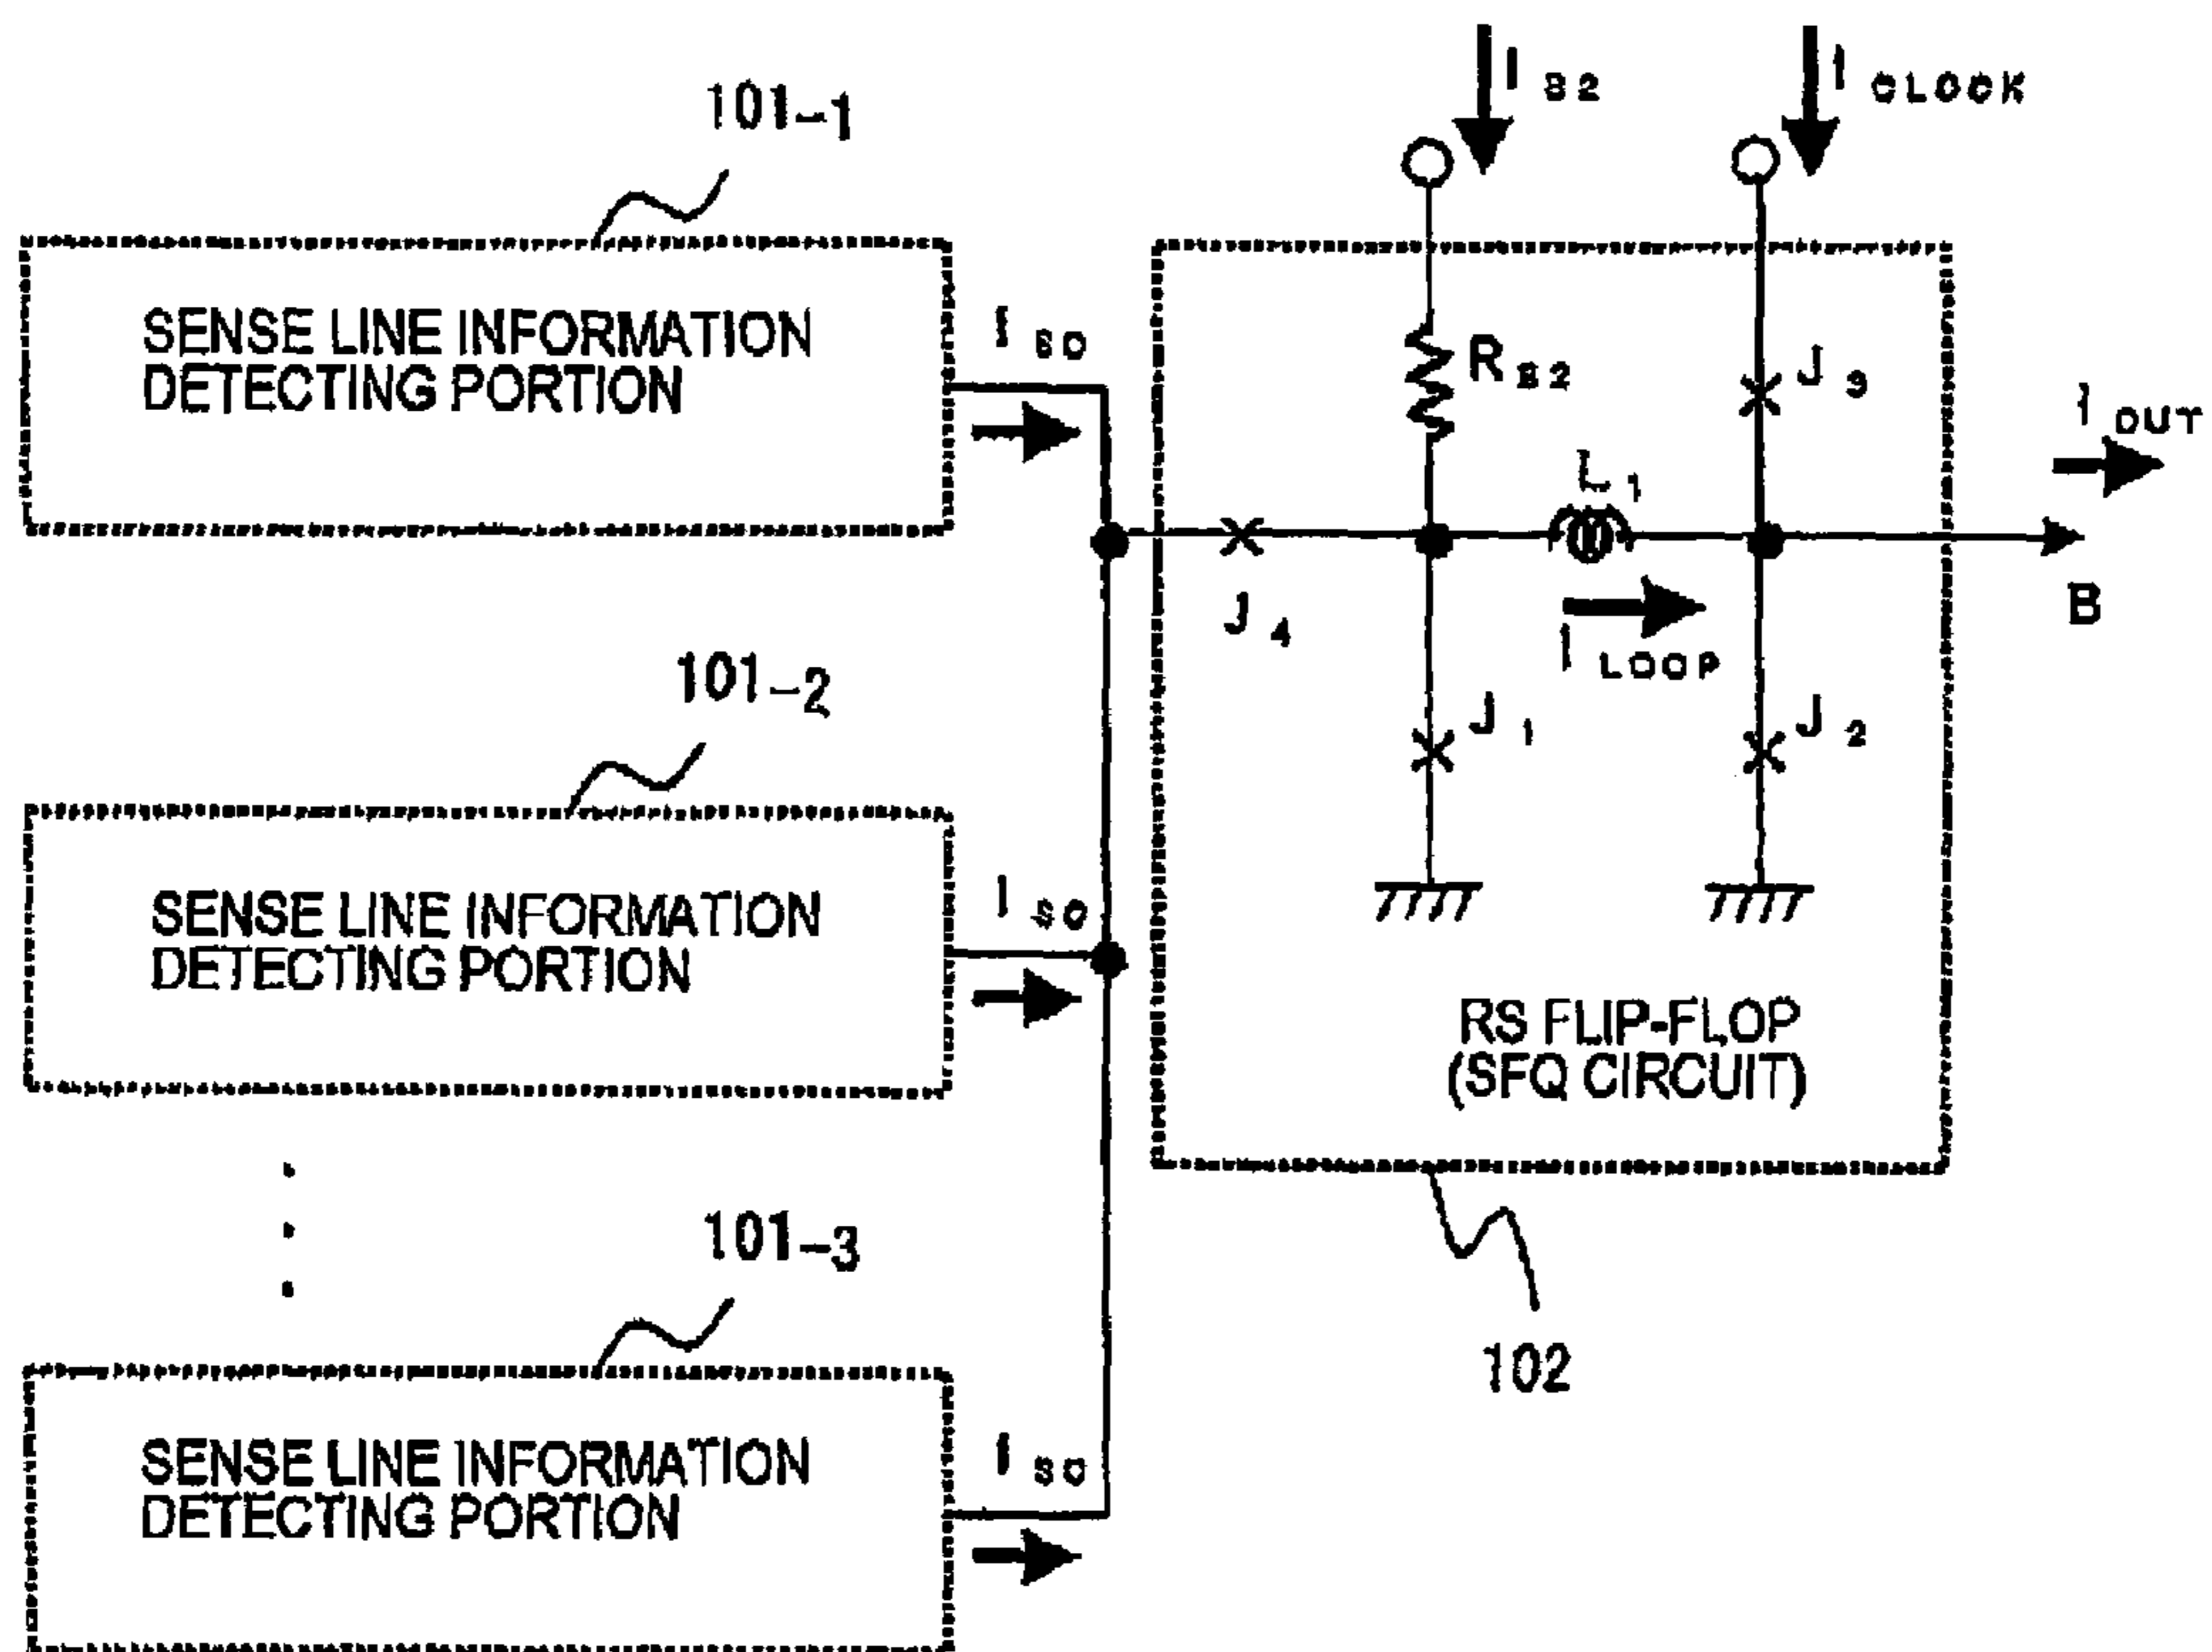 101-1
SENSE LINE INFORMATION
DETECTING PORTION
I SO
101-2
SENSE LINE INFORMATION
DETECTING PORTION
I SO
101-3
SENSE LINE INFORMATION
DETECTING PORTION
I SO
I CLOCK
J 3
L 1
I OUT
B
J 4
I LOOP
J 1
J 2
RS FLIP-FLOP
(SFQ CIRCUIT)
102